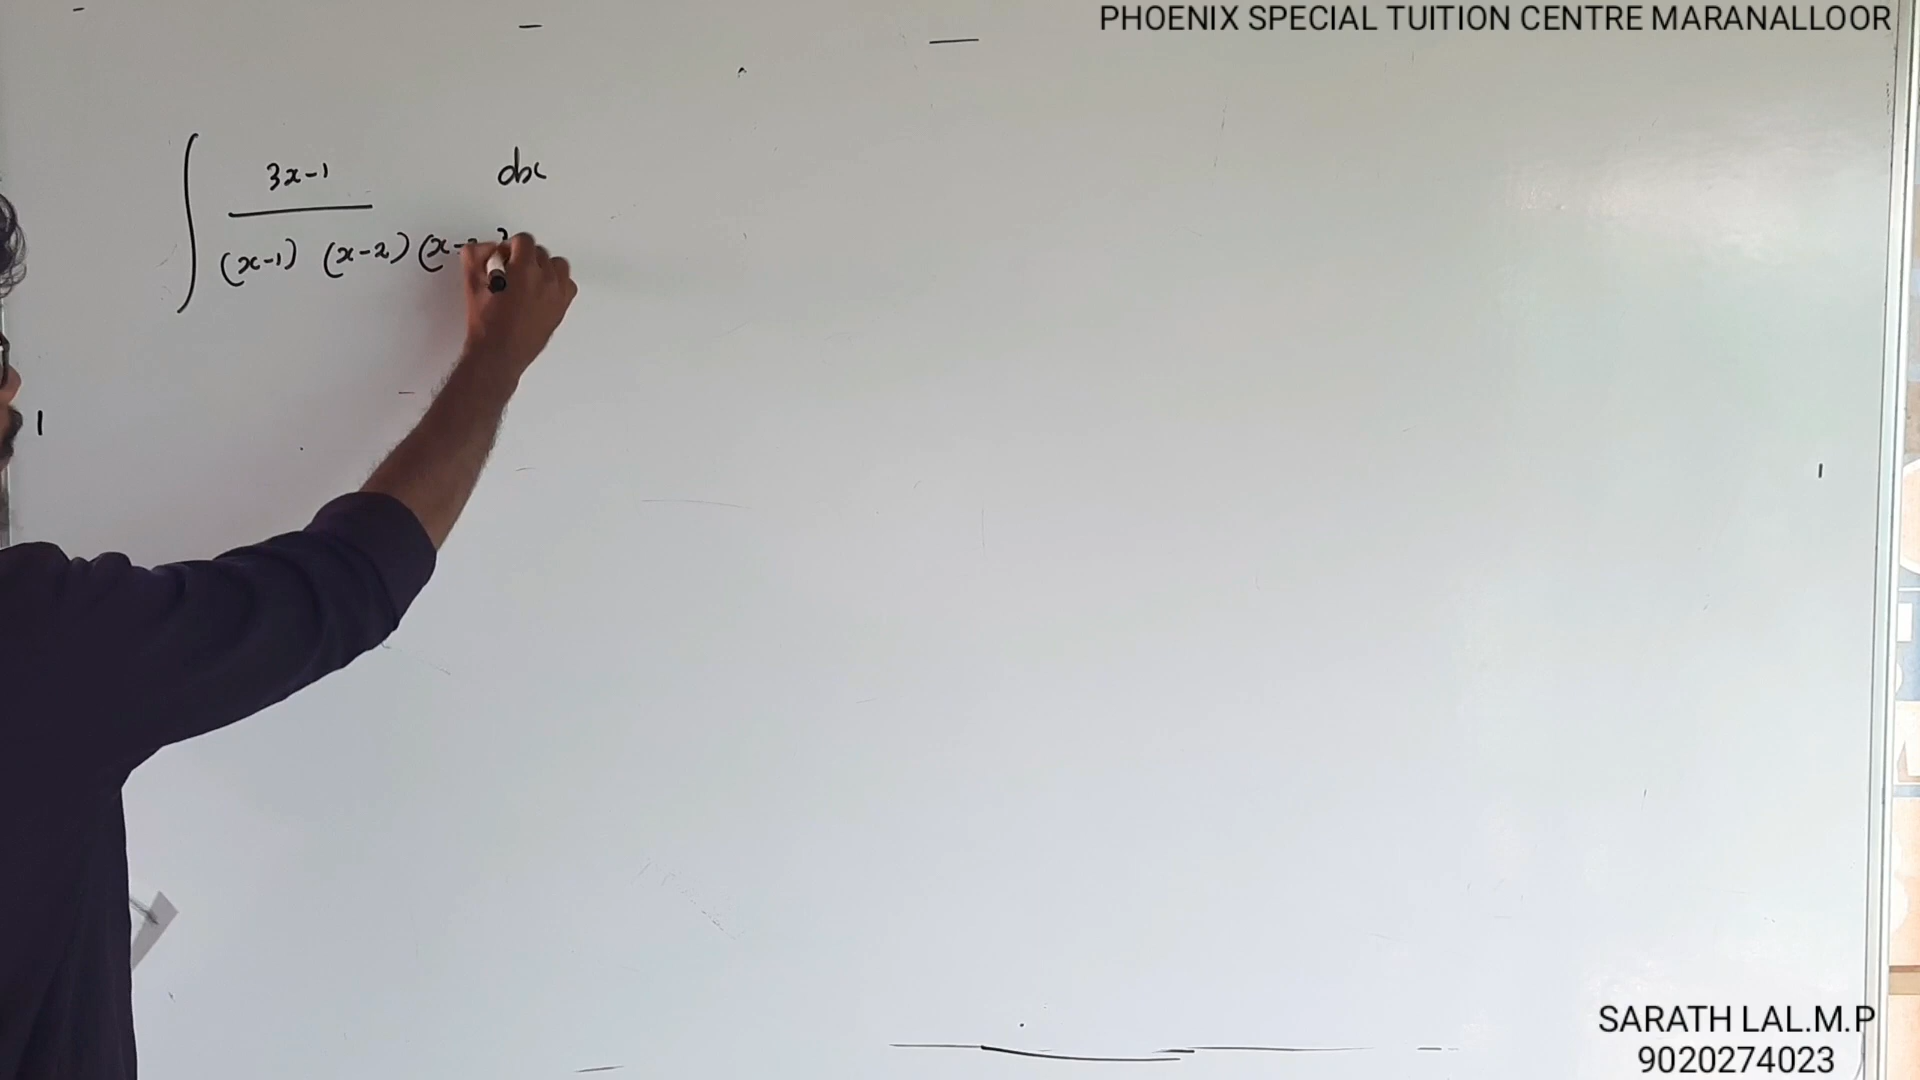 PHOENIX SPECIAL TUITION CENTRE MARANALLOOR
∫ 3x-1 dx
(x-1) (x-2) (x-
SARATH LAL.M.P
9020274023